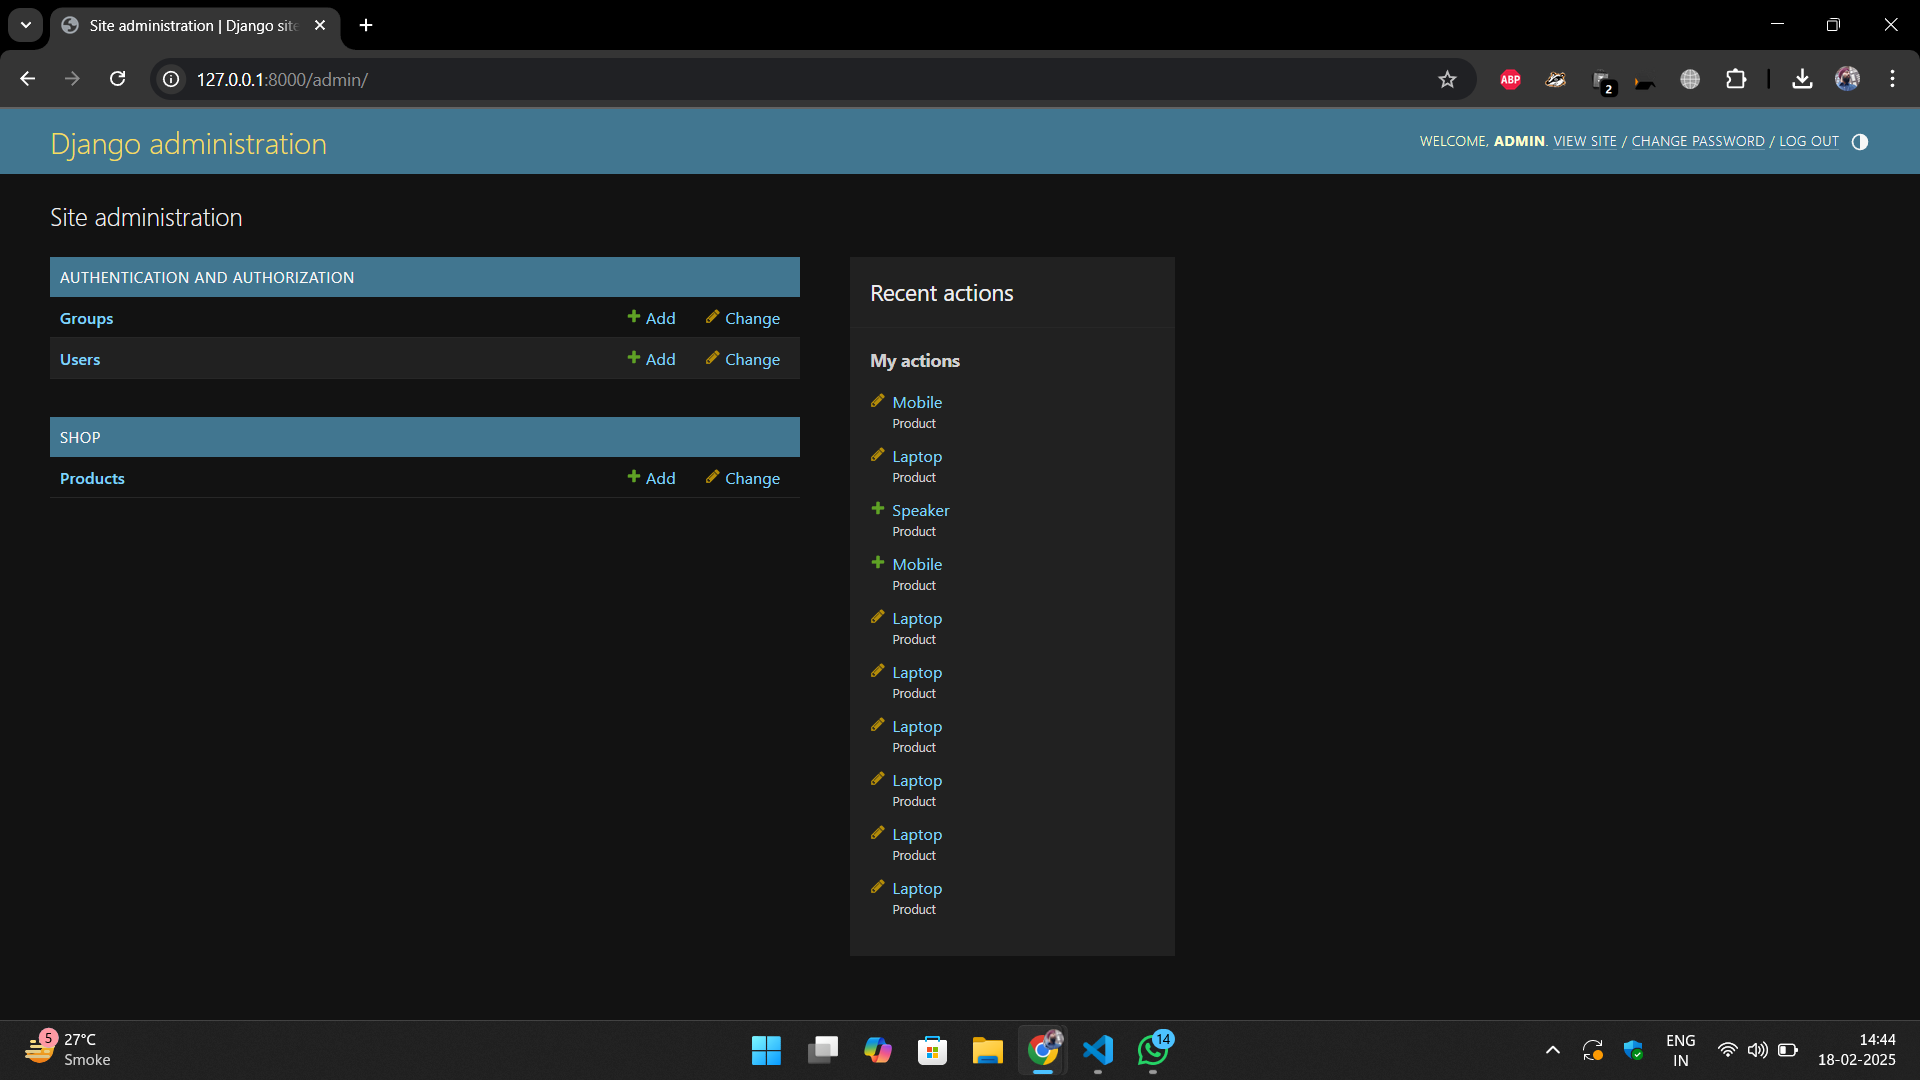 Site administration | Django site
127.0.0.1:8000/admin/
ABP
2
Django administration
WELCOME, ADMIN. VIEW SITE / CHANGE PASSWORD / LOG OUT
Site administration
AUTHENTICATION AND AUTHORIZATION
Groups Add Change
Users Add Change
SHOP
Products Add Change
Recent actions
My actions
Mobile
Product
Laptop
Product
Speaker
Product
Mobile
Product
Laptop
Product
Laptop
Product
Laptop
Product
Laptop
Product
Laptop
Product
Laptop
Product
5
27°C
Smoke
14
ENG
IN
14:44
18-02-2025